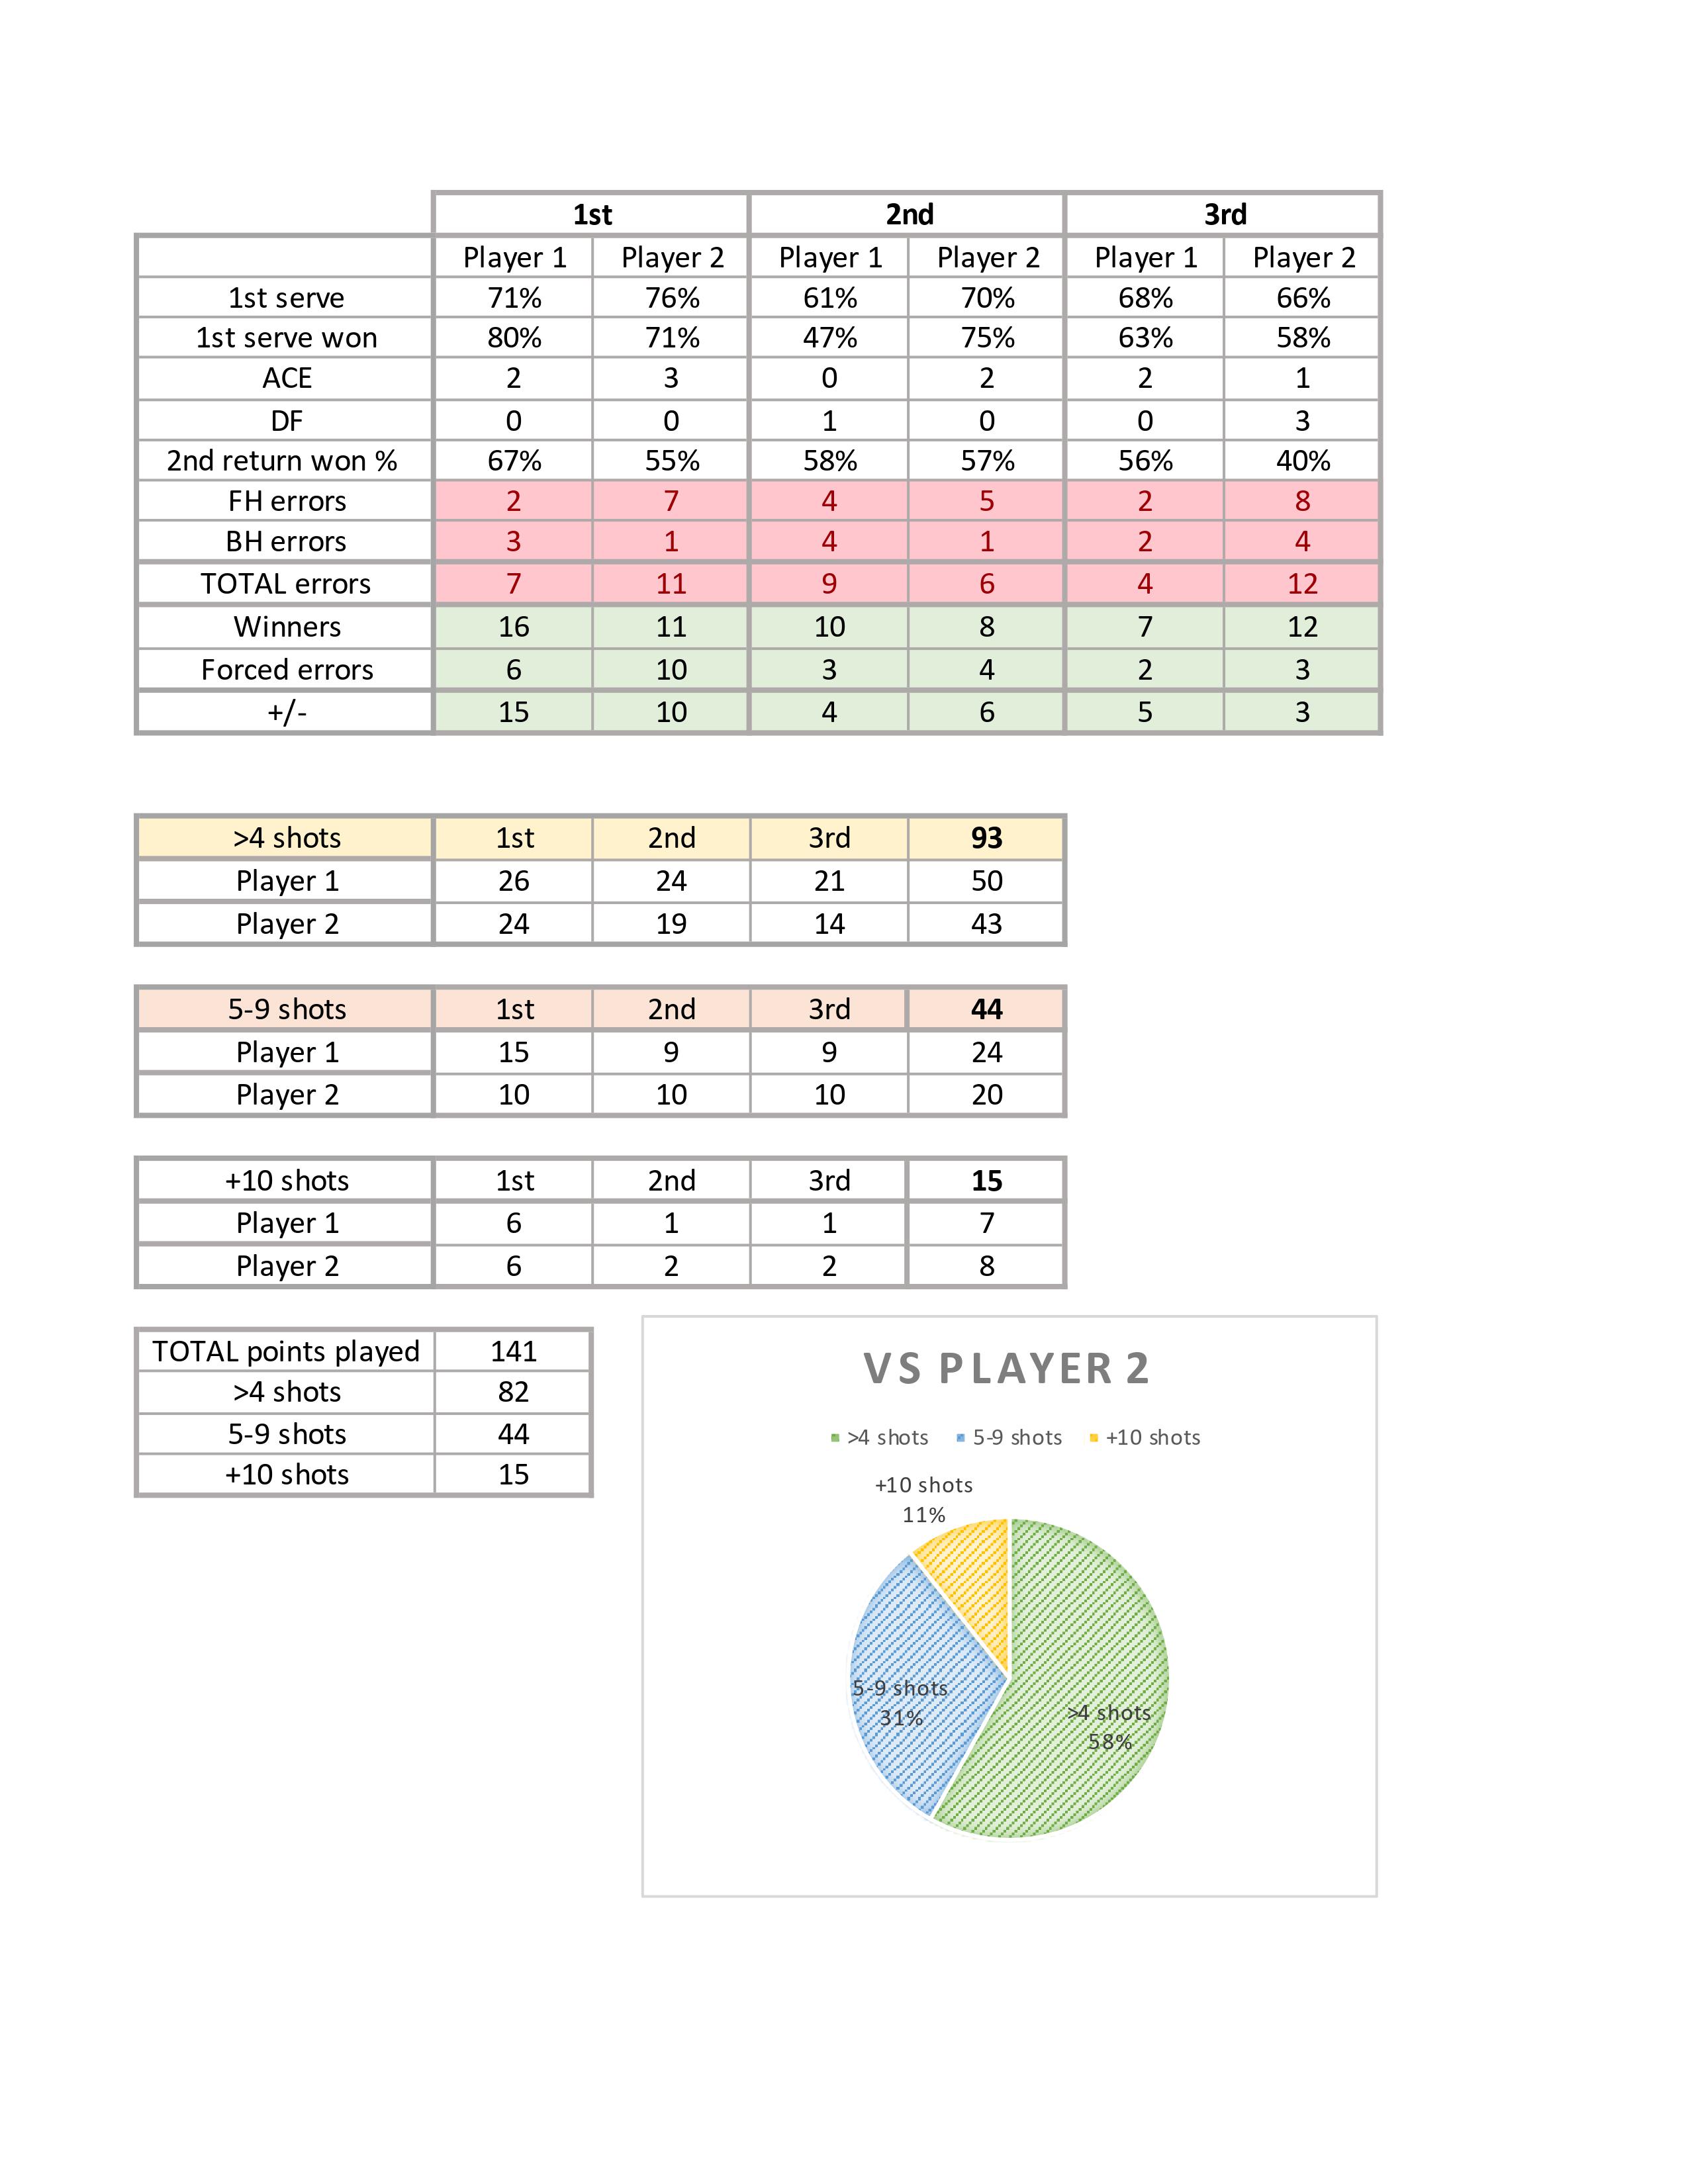 1st 2nd 3rd
Player 1 Player 2 Player 1 Player 2 Player 1 Player 2
1st serve 71% 76% 61% 70% 68% 66%
1st serve won 80% 71% 47% 75% 63% 58%
ACE 2 3 0 2 2 1
DF 0 0 1 0 0 3
2nd return won % 67% 55% 58% 57% 56% 40%
FH errors 2 7 4 5 2 8
BH errors 3 1 4 1 2 4
TOTAL errors 7 11 9 6 4 12
Winners 16 11 10 8 7 12
Forced errors 6 10 3 4 2 3
+/- 15 10 4 6 5 3
>4 shots 1st 2nd 3rd 93
Player 1 26 24 21 50
Player 2 24 19 14 43
5-9 shots 1st 2nd 3rd 44
Player 1 15 9 9 24
Player 2 10 10 10 20
+10 shots 1st 2nd 3rd 15
Player 1 6 1 1 7
Player 2 6 2 2 8
TOTAL points played 141
>4 shots 82
5-9 shots 44
+10 shots 15
VS PLAYER 2
>4 shots 5-9 shots +10 shots
+10 shots
11%
5-9 shots
31%
>4 shots
58%